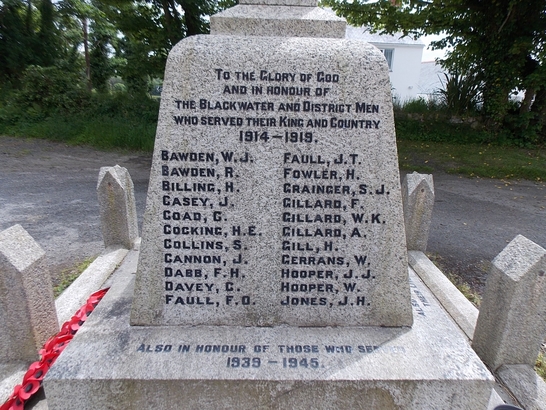 TO THE GLORY OF GOD
AND IN HONOUR OF
THE BLACKWATER AND DISTRICT MEN
WHO SERVED THEIR KING AND COUNTRY
1914-1919.
BAWDEN, W.J.
BAWDEN, R.
BILLING, H.
CASEY, J.
COAD, G.
COCKING, H.E.
COLLINS, S.
CANNON, J.
DABB, F.H.
DAVEY, C.
FAULL, F.O.
FAULL, J.T.
FOWLER, H.
GRAINGER, S.J.
GILLARD, F.
GILLARD, W.K.
GILLARD, A.
GILL, H.
GERRANS, W.
HOOPER, J.J.
HOOPER, W.
JONES, J.H.
ALSO IN HONOUR OF THOSE WHO
1939-1945.